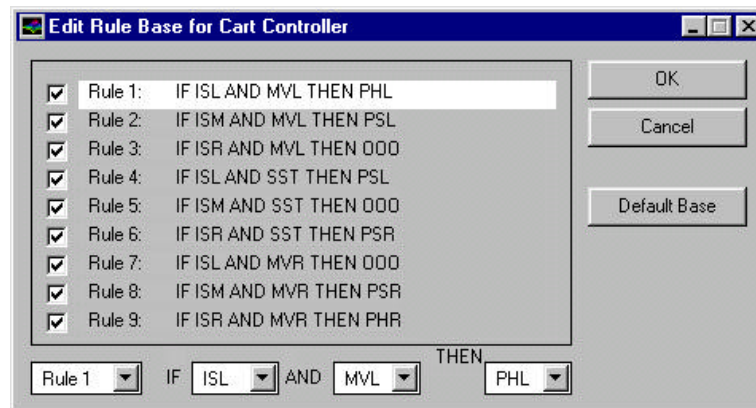 Edit Rule Base for Cart Controller
Rule 1: IF ISL AND MVL THEN PHL
Rule 2: IF ISM AND MVL THEN PSL
Rule 3: IF ISR AND MVL THEN OOO
Rule 4: IF ISL AND SST THEN PSL
Rule 5: IF ISM AND SST THEN OOO
Rule 6: IF ISR AND SST THEN PSR
Rule 7: IF ISL AND MVR THEN OOO
Rule 8: IF ISM AND MVR THEN PSR
Rule 9: IF ISR AND MVR THEN PHR
OK
Cancel
Default Base
Rule 1 IF ISL AND MVL THEN PHL